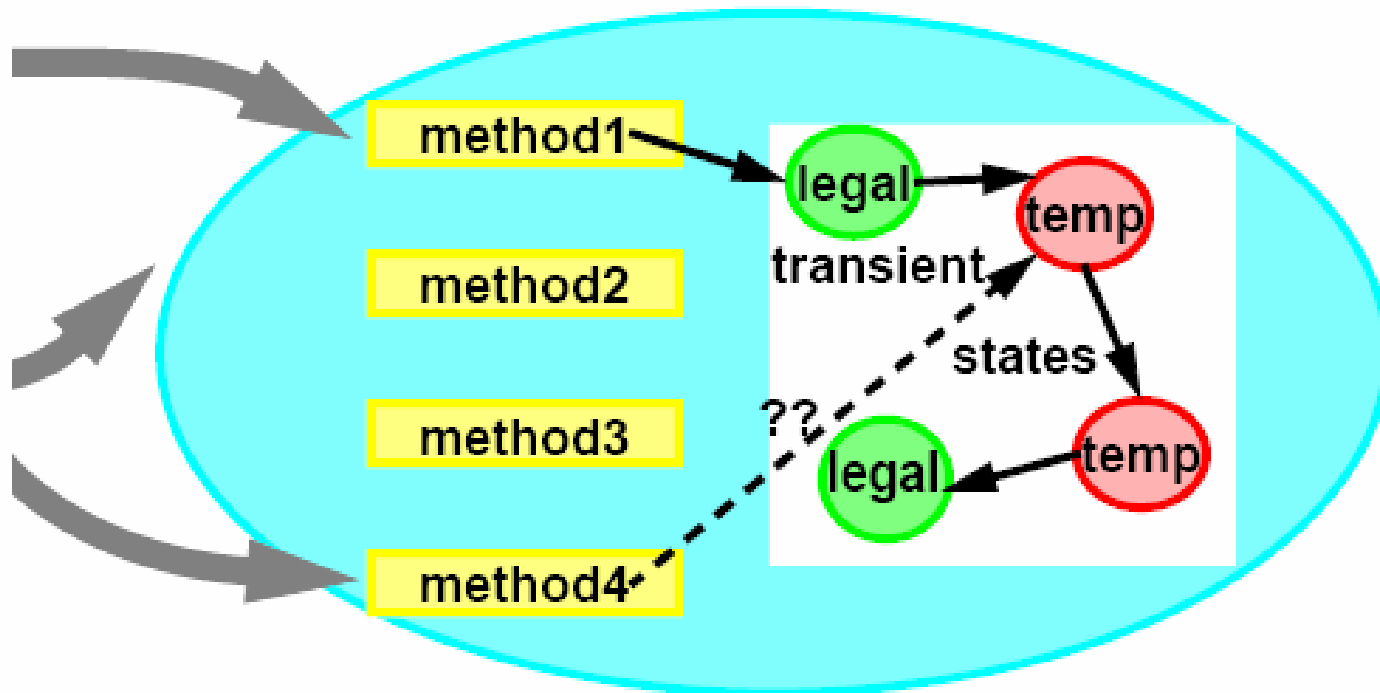 method1
method2
method3
method4
legal
temp
transient
states
??
legal
temp